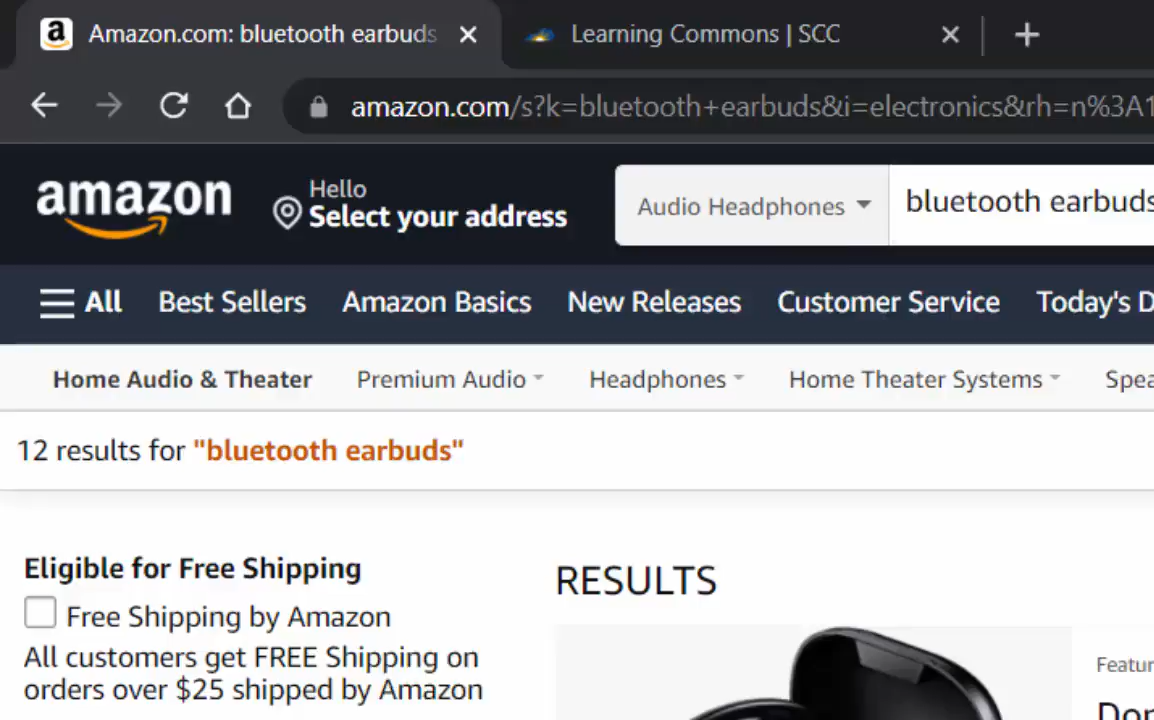 Amazon.com: bluetooth earbuds
Learning Commons | SCC
amazon.com/s?k=bluetooth+earbuds&i=electronics&rh=n%3A1
amazon
Hello
Select your address
Audio Headphones
bluetooth earbuds
All Best Sellers Amazon Basics New Releases Customer Service Today's D
Home Audio & Theater Premium Audio Headphones Home Theater Systems Spea
12 results for "bluetooth earbuds"
Eligible for Free Shipping
Free Shipping by Amazon
All customers get FREE Shipping on
orders over $25 shipped by Amazon
RESULTS
Featur